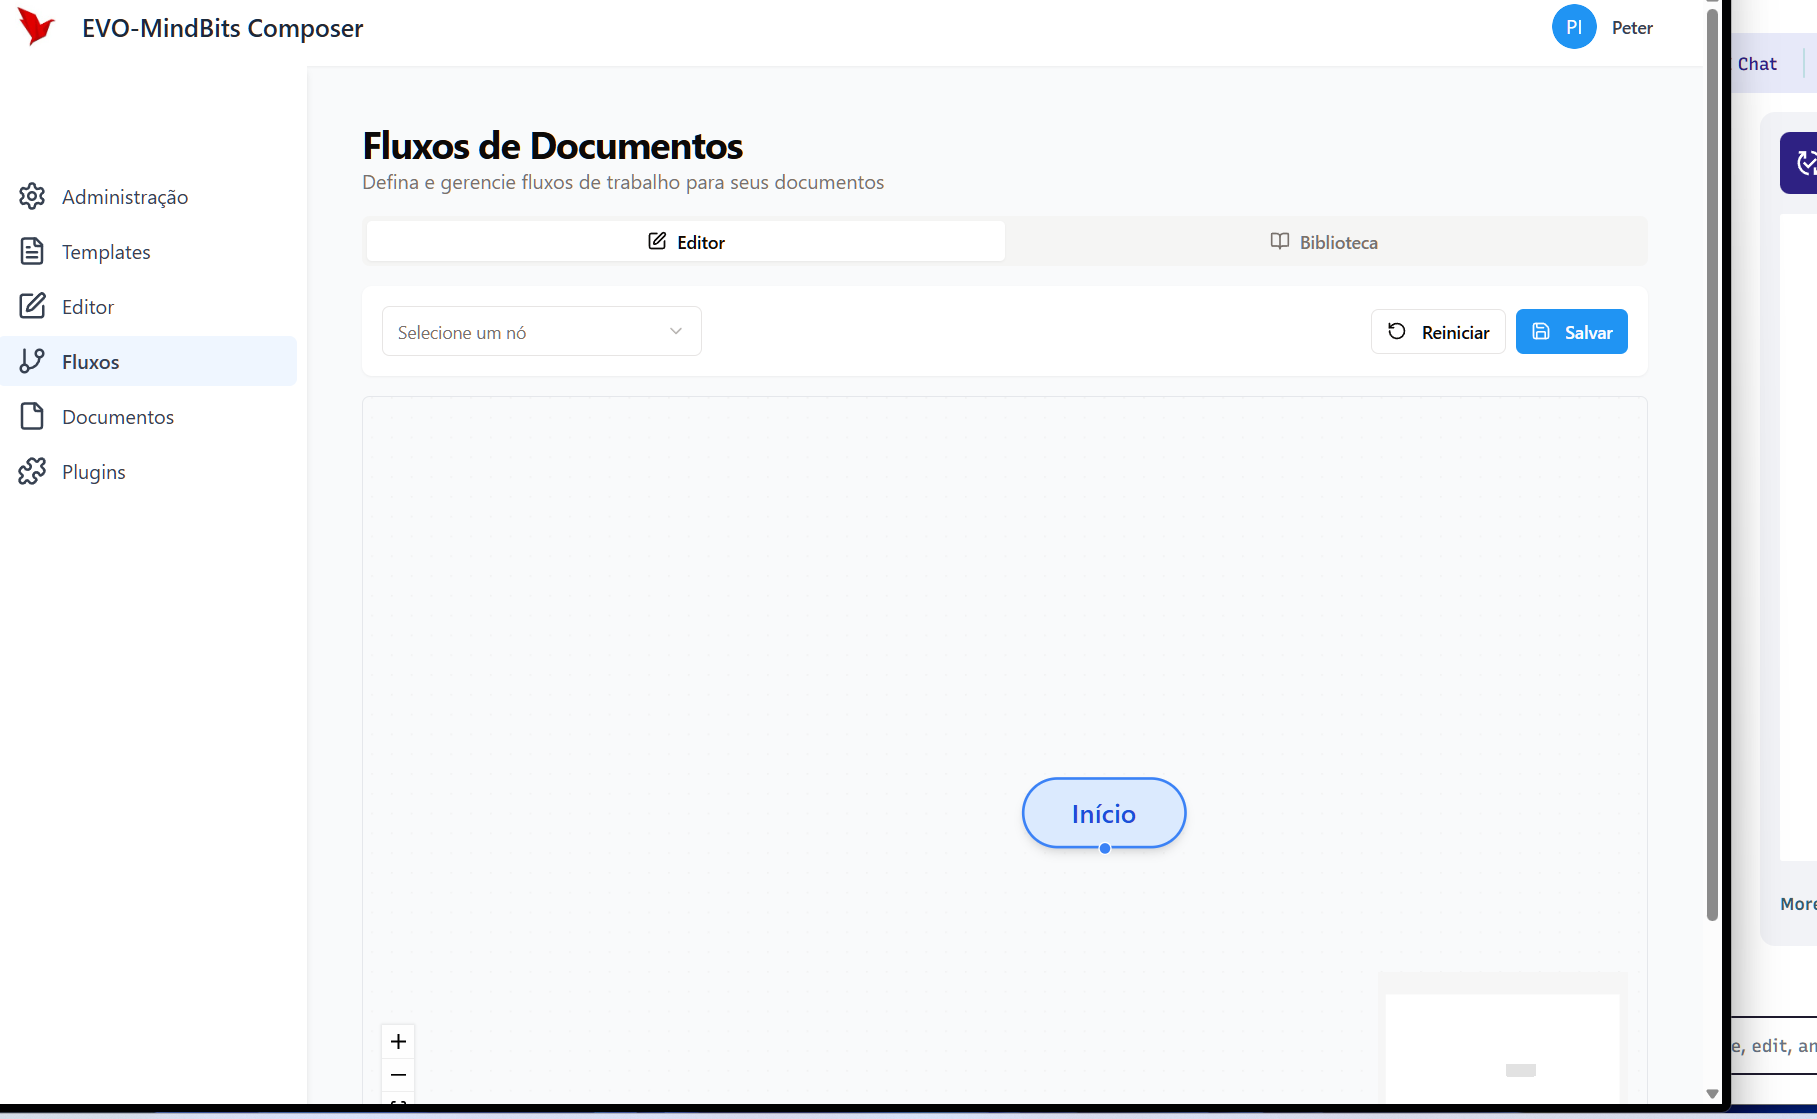 EVO-MindBits Composer
PI
Peter
Chat
Administração
Templates
Editor
Fluxos
Documentos
Plugins
Fluxos de Documentos
Defina e gerencie fluxos de trabalho para seus documentos
Editor
Biblioteca
Selecione um nó
Reiniciar
Salvar
Início
+
−
More
e, edit, an